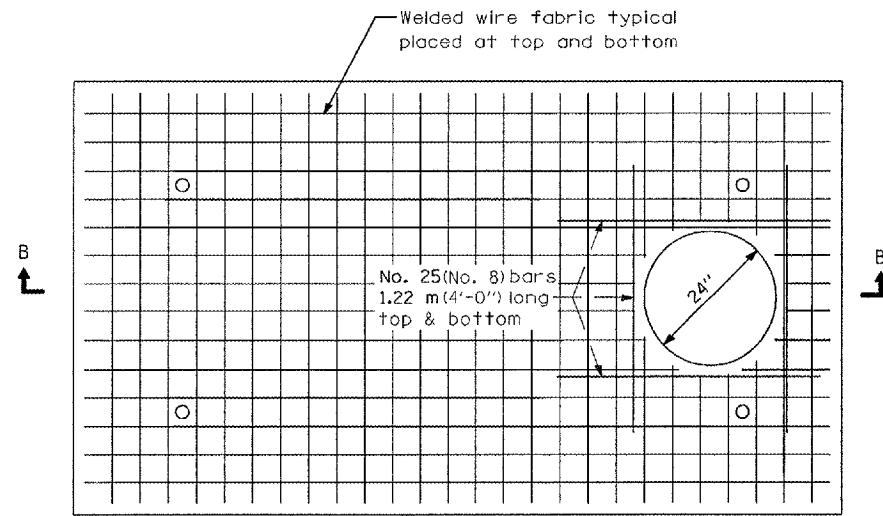 Welded wire fabric typical
placed at top and bottom
B
B
No. 25(No. 8) bars
1.22 m(4'-0") long
top & bottom
24"